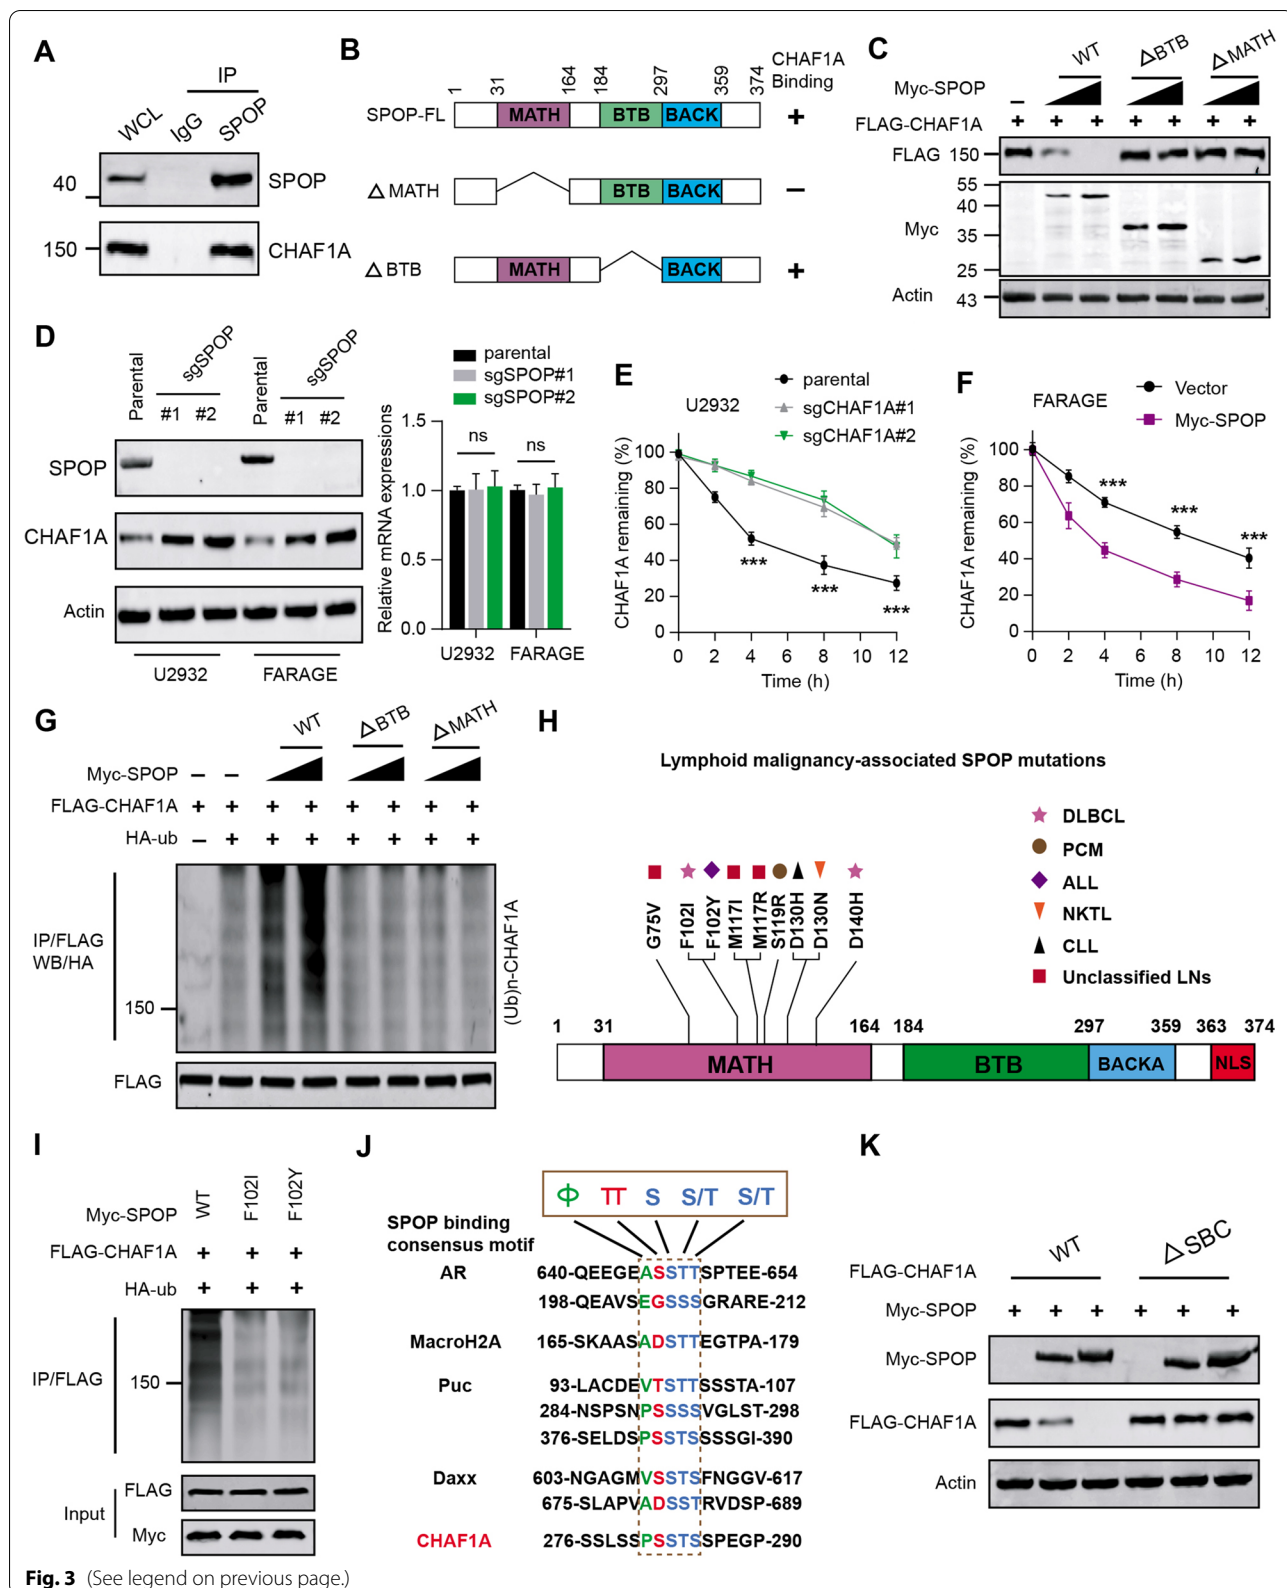 A
IP
WCL
IgG
SPOP
40
SPOP
150
CHAF1A
B
1
31
164
184
297
359
374
CHAF1A
Binding
SPOP-FL
MATH
BTB
BACK
+
△ MATH
BTB
BACK
−
△ BTB
MATH
BACK
+
C
WT
△BTB
△MATH
Myc-SPOP
−
FLAG-CHAF1A
+ + + + + + +
FLAG 150
Myc
55
40
35
25
Actin 43
D
Parental
sgSPOP
Parental
sgSPOP
#1 #2
#1 #2
SPOP
CHAF1A
Actin
U2932
FARAGE
parental
sgSPOP#1
sgSPOP#2
Relative mRNA expressions
1.5
1.0
0.5
0.0
ns
ns
U2932
FARAGE
E
U2932
parental
sgCHAF1A#1
sgCHAF1A#2
CHAF1A remaining (%)
100
80
60
40
20
0
***
***
***
0 2 4 6 8 10 12
Time (h)
F
FARAGE
Vector
Myc-SPOP
CHAF1A remaining (%)
100
80
60
40
20
0
***
***
***
0 2 4 6 8 10 12
Time (h)
G
WT
△BTB
△MATH
Myc-SPOP − −
FLAG-CHAF1A + + + + + + + +
HA-ub − + + + + + + +
IP/FLAG
WB/HA
150
(Ub)n-CHAF1A
FLAG
H
Lymphoid malignancy-associated SPOP mutations
DLBCL
PCM
ALL
NKTL
CLL
Unclassified LNs
G75V
F102I
F102Y
M117I
M117R
S119R
D130H
D130N
D140H
1 31 164 184 297 359 363 374
MATH
BTB
BACKA
NLS
I
Myc-SPOP
WT
F102I
F102Y
FLAG-CHAF1A + + +
HA-ub + + +
IP/FLAG
150
Input
FLAG
Myc
J
Φ π S S/T S/T
SPOP binding
consensus motif
AR 640-QEEGEASSTTSPTEE-654
198-QEAVSEGSSSGRARE-212
MacroH2A 165-SKAASADSTTEGTPA-179
Puc 93-LACDEVTSTTSSSTA-107
284-NSPSNPSSSSVGLST-298
376-SELDSPSSTSSSSGI-390
Daxx 603-NGAGMVSSTSFNGGV-617
675-SLAPVADSSTRVDSP-689
CHAF1A 276-SSLSSPSSTSSPEGP-290
K
WT
△SBC
FLAG-CHAF1A
Myc-SPOP + + + + + +
Myc-SPOP
FLAG-CHAF1A
Actin
Fig. 3 (See legend on previous page.)